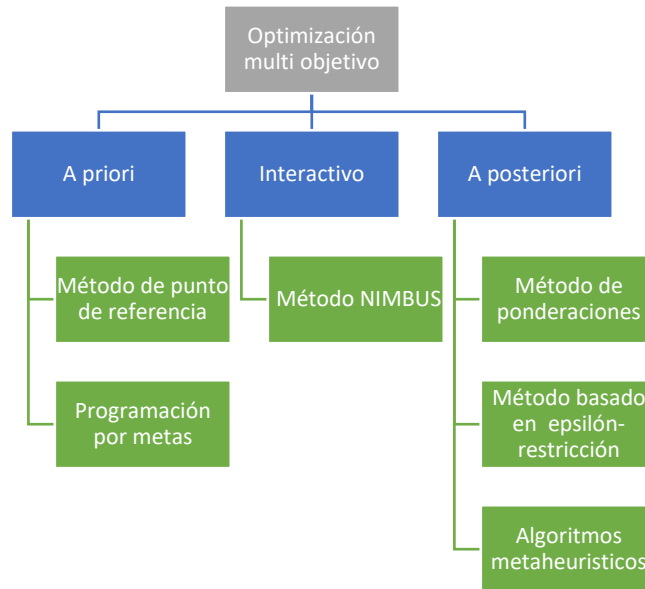 Optimización
multi objetivo
A priori
Interactivo
A posteriori
Método de punto
de referencia
Método NIMBUS
Método de
ponderaciones
Programación
por metas
Método basado
en epsilón-
restricción
Algoritmos
metaheuristicos